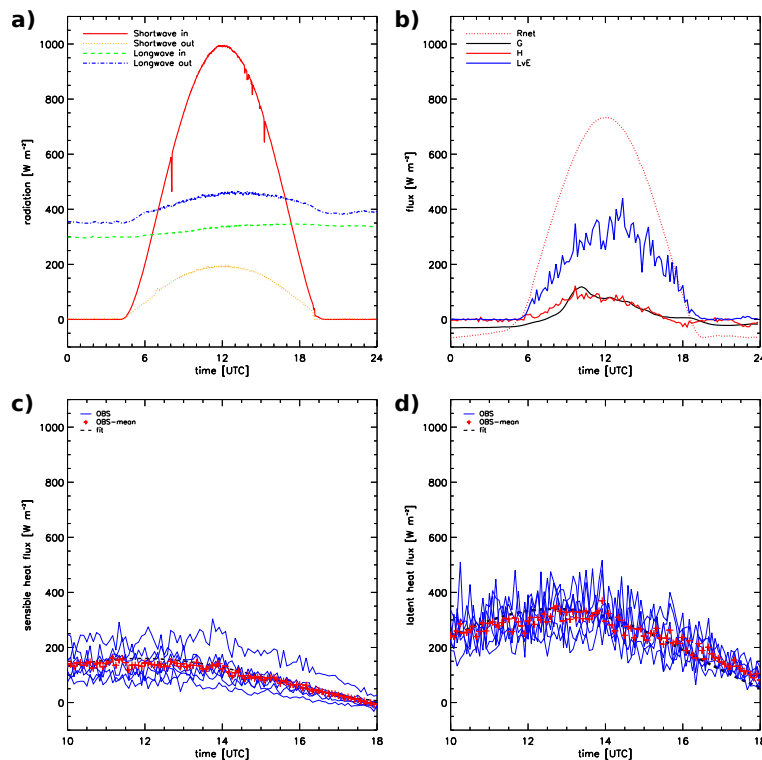 a)
Shortwave in
Shortwave out
Longwave in
Longwave out
1000
800
600
400
200
0
radiation [W m⁻²]
0 6 12 18 24
time [UTC]
b)
Rnet
G
H
LvE
1000
800
600
400
200
0
flux [W m⁻²]
0 6 12 18 24
time [UTC]
c)
OBS
OBS-mean
fit
1000
800
600
400
200
0
sensible heat flux [W m⁻²]
10 12 14 16 18
time [UTC]
d)
OBS
OBS-mean
fit
1000
800
600
400
200
0
latent heat flux [W m⁻²]
10 12 14 16 18
time [UTC]